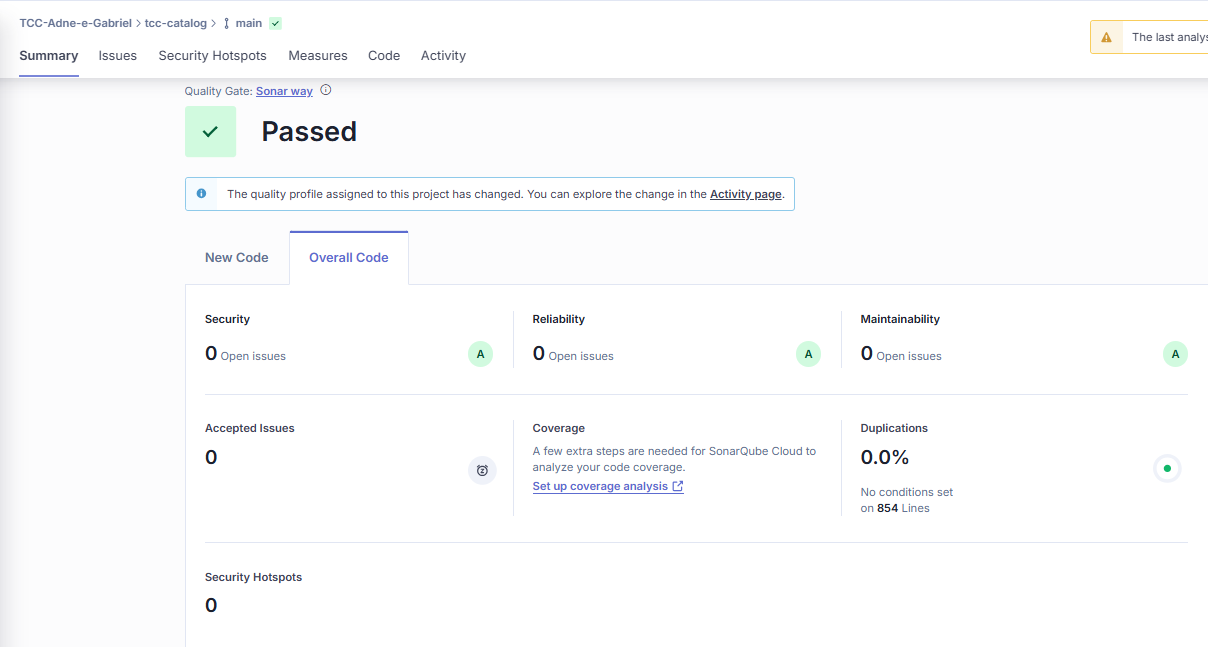 TCC-Adne-e-Gabriel > tcc-catalog > main
Summary Issues Security Hotspots Measures Code Activity
The last analys
Quality Gate: Sonar way
Passed
The quality profile assigned to this project has changed. You can explore the change in the Activity page.
New Code Overall Code
Security Reliability Maintainability
0 Open issues A 0 Open issues A 0 Open issues A
Accepted Issues
0
Coverage
A few extra steps are needed for SonarQube Cloud to
analyze your code coverage.
Set up coverage analysis
Duplications
0.0%
No conditions set
on 854 Lines
Security Hotspots
0